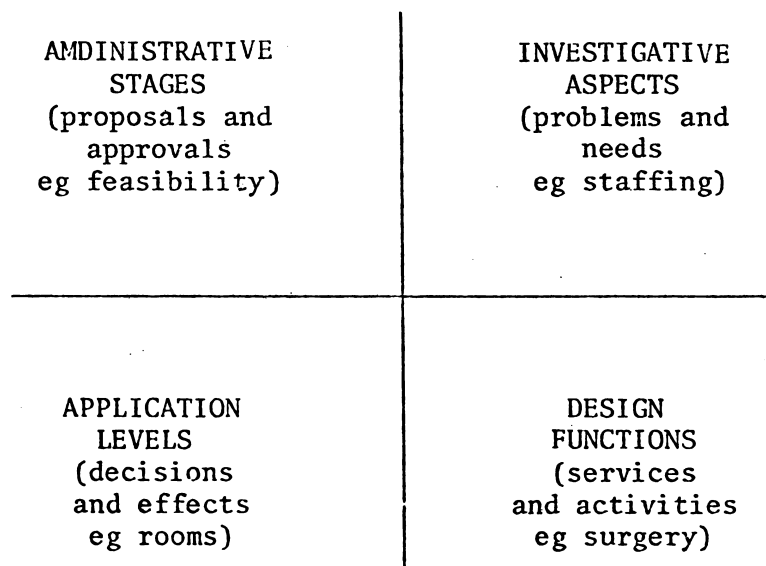 AMDINISTRATIVE
STAGES
(proposals and
approvals
eg feasibility)
INVESTIGATIVE
ASPECTS
(problems and
needs
eg staffing)
APPLICATION
LEVELS
(decisions
and effects
eg rooms)
DESIGN
FUNCTIONS
(services
and activities
eg surgery)